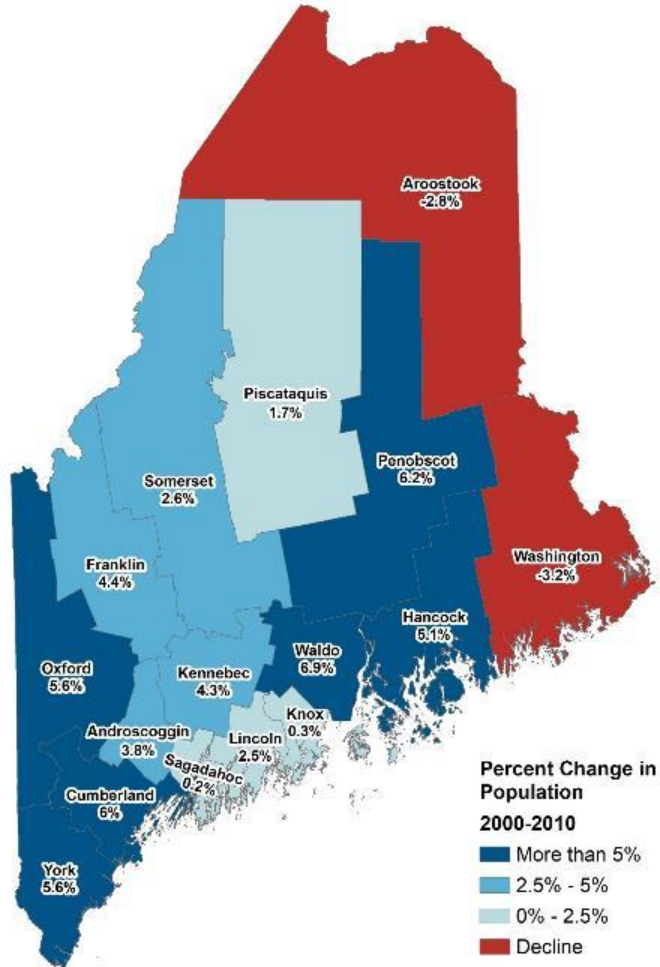 Aroostook
-2.8%
Piscataquis
1.7%
Penobscot
6.2%
Somerset
2.6%
Washington
-3.2%
Franklin
4.4%
Hancock
5.1%
Oxford
5.6%
Kennebec
4.3%
Waldo
6.9%
Androscoggin
3.8%
Lincoln
2.5%
Knox
0.3%
Sagadahoc
0.2%
Cumberland
6%
York
5.6%
Percent Change in
Population
2000-2010
More than 5%
2.5% - 5%
0% - 2.5%
Decline